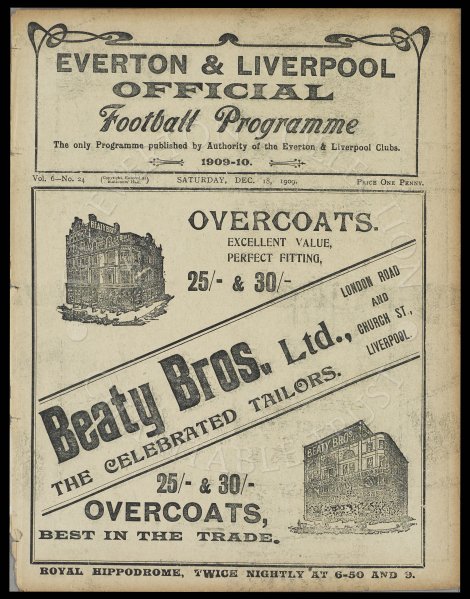 EVERTON & LIVERPOOL
OFFICIAL
Football Programme
The only Programme published by Authority of the Everton & Liverpool Clubs.
1909-10.
Vol. 6—No. 24
SATURDAY, DEC. 18, 1909.
PRICE ONE PENNY.
OVERCOATS.
EXCELLENT VALUE,
PERFECT FITTING,
25/- & 30/-
LONDON ROAD
AND
CHURCH ST.,
LIVERPOOL.
Beaty Bros., Ltd.,
THE CELEBRATED TAILORS.
BEATY BROS
25/- & 30/-
OVERCOATS,
BEST IN THE TRADE.
ROYAL HIPPODROME, TWICE NIGHTLY AT 6-50 AND 9.